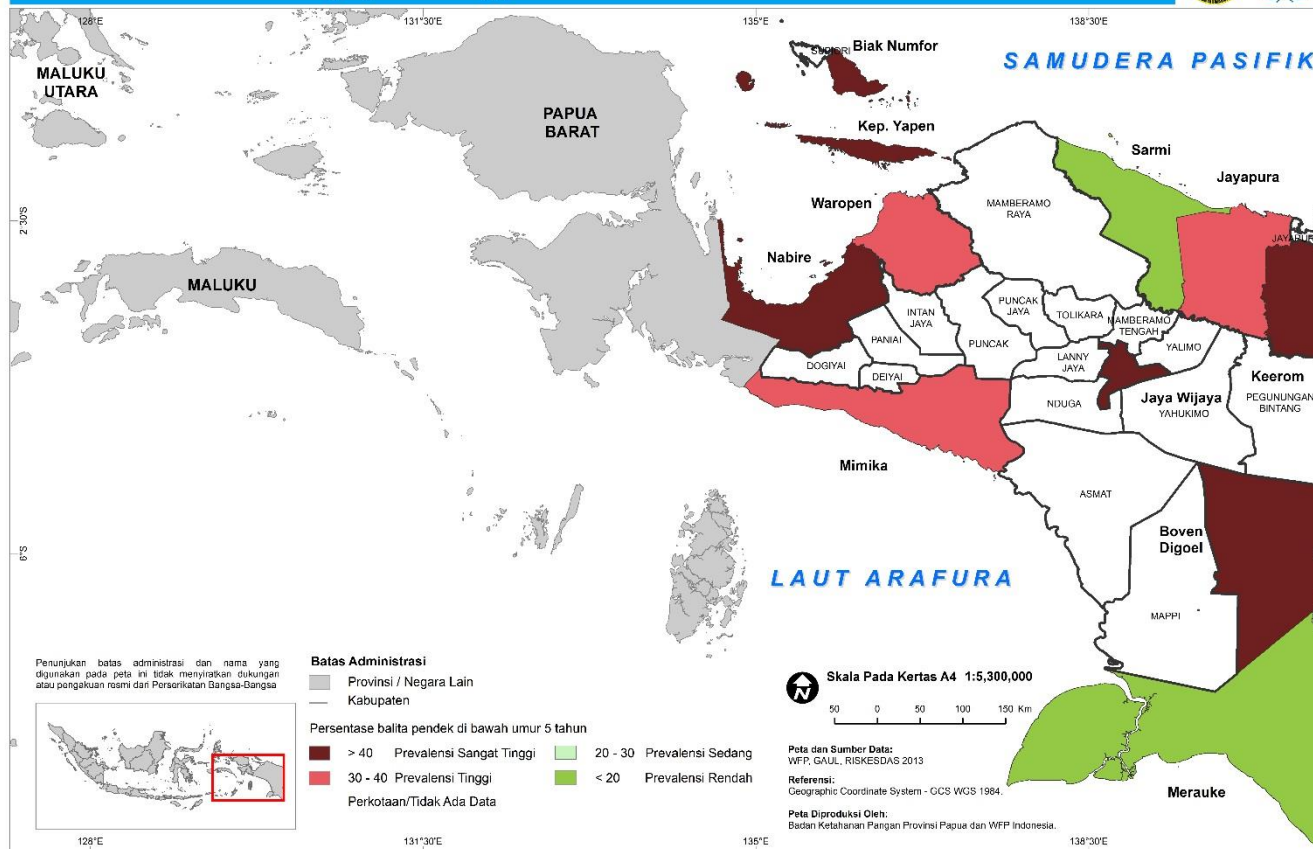 128°E
131°30'E
135°E
138°30'E
MALUKU
UTARA
PAPUA
BARAT
SUPIORI
Biak Numfor
SAMUDERA PASIFIK
Kep. Yapen
Sarmi
Jayapura
Waropen
MAMBERAMO
RAYA
2°30'S
Nabire
MALUKU
INTAN
JAYA
PUNCAK
JAYA
TOLIKARA
MAMBERAMO
TENGAH
PANIAI
PUNCAK
YALIMO
DOGIYAI
DEIYAI
LANNY
JAYA
Keerom
NDUGA
Jaya Wijaya
YAHUKIMO
PEGUNUNGAN
BINTANG
Mimika
ASMAT
6°S
Boven
Digoel
LAUT ARAFURA
MAPPI
Penunjukan batas administrasi dan nama yang
digunakan pada peta ini tidak menyiratkan dukungan
atau pengakuan resmi dari Perserikatan Bangsa-Bangsa
Batas Administrasi
Provinsi / Negara Lain
Kabupaten
Persentase balita pendek di bawah umur 5 tahun
> 40 Prevalensi Sangat Tinggi
20 - 30 Prevalensi Sedang
30 - 40 Prevalensi Tinggi
< 20 Prevalensi Rendah
Perkotaan/Tidak Ada Data
N
Skala Pada Kertas A4 1:5,300,000
50 0 50 100 150 Km
Peta dan Sumber Data:
WFP, GAUL, RISKESDAS 2013
Referensi:
Geographic Coordinate System - GCS WGS 1984.
Peta Diproduksi Oleh:
Badan Ketahanan Pangan Provinsi Papua dan WFP Indonesia.
Merauke
128°E
131°30'E
135°E
138°30'E